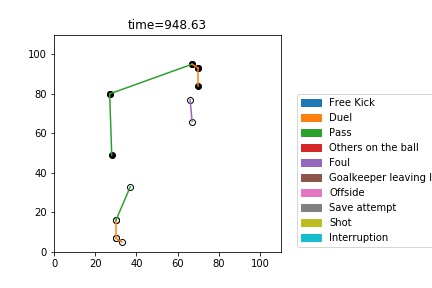 time=948.63
100
80
60
40
20
0
0 20 40 60 80 100
Free Kick
Duel
Pass
Others on the ball
Foul
Goalkeeper leaving l
Offside
Save attempt
Shot
Interruption